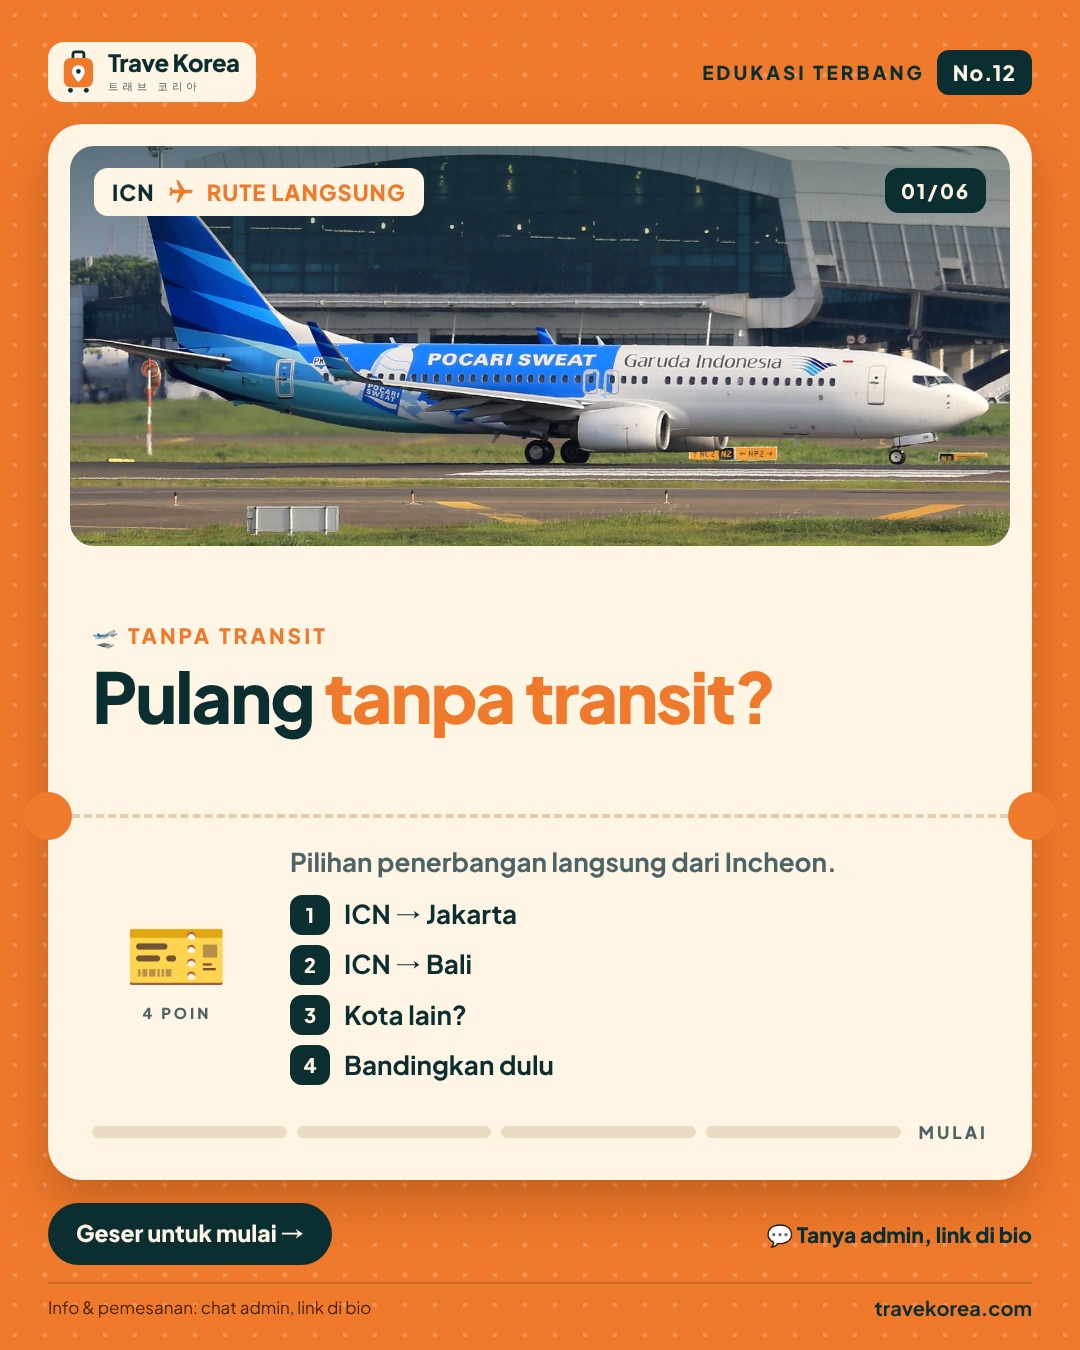 Trave Korea
트래브 코리아
EDUKASI TERBANG
No.12
ICN ✈ RUTE LANGSUNG
01/06
POCARI SWEAT
Garuda Indonesia
POCARI
SWEAT
TANPA TRANSIT
Pulang tanpa transit?
Pilihan penerbangan langsung dari Incheon.
1 ICN → Jakarta
2 ICN → Bali
3 Kota lain?
4 Bandingkan dulu
4 POIN
MULAI
Geser untuk mulai →
💬 Tanya admin, link di bio
Info & pemesanan: chat admin, link di bio
travekorea.com